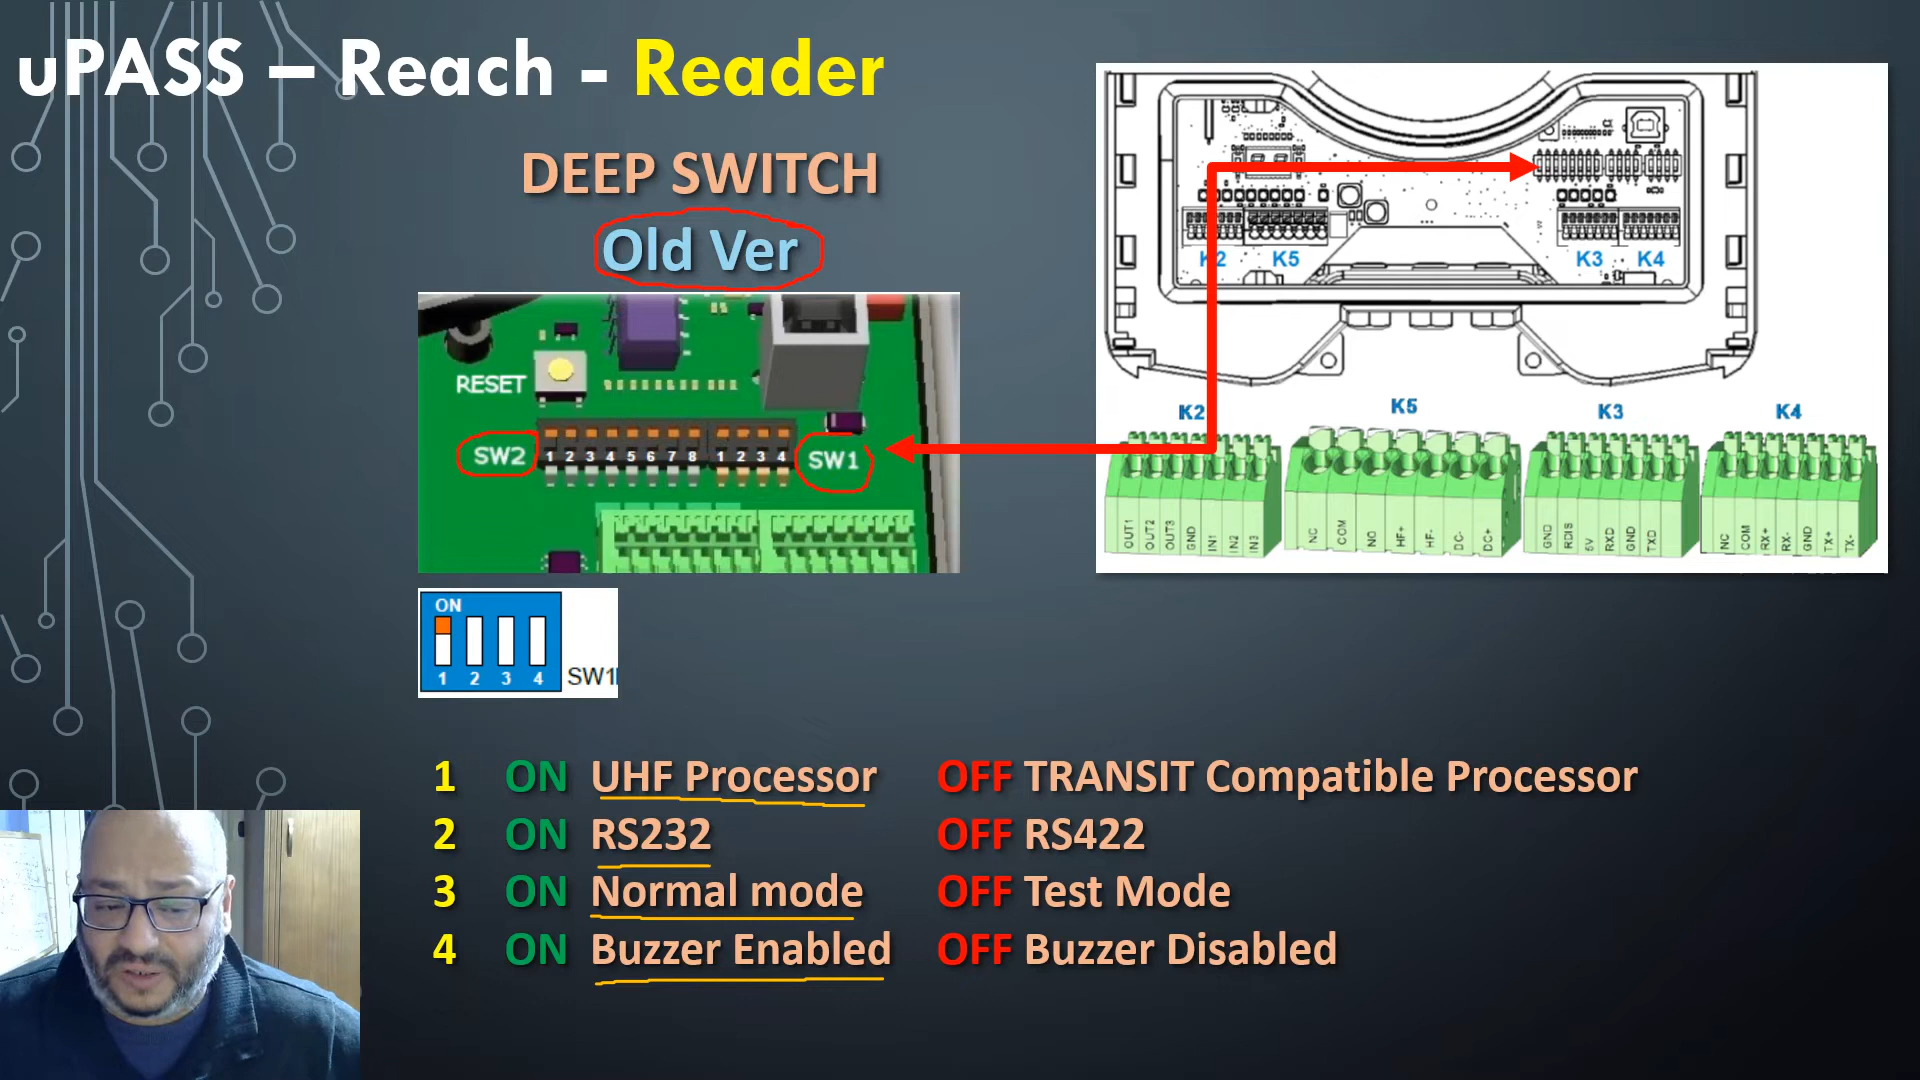 uPASS – Reach - Reader
DEEP SWITCH
Old Ver
RESET
SW2
1 2 3 4 5 6 7 8 1 2 3 4
SW1
K2 K5 K3 K4
K2 K5 K3 K4
OUT1 OUT2 OUT3 GND IN1 IN2 IN3
NC COM NO HF+ HF- DC- DC+
GND RDIS 5V RXD GND TXD
NC COM RX+ RX- GND TX+ TX-
ON
1 2 3 4
SW1
1 ON UHF Processor OFF TRANSIT Compatible Processor
2 ON RS232 OFF RS422
3 ON Normal mode OFF Test Mode
4 ON Buzzer Enabled OFF Buzzer Disabled